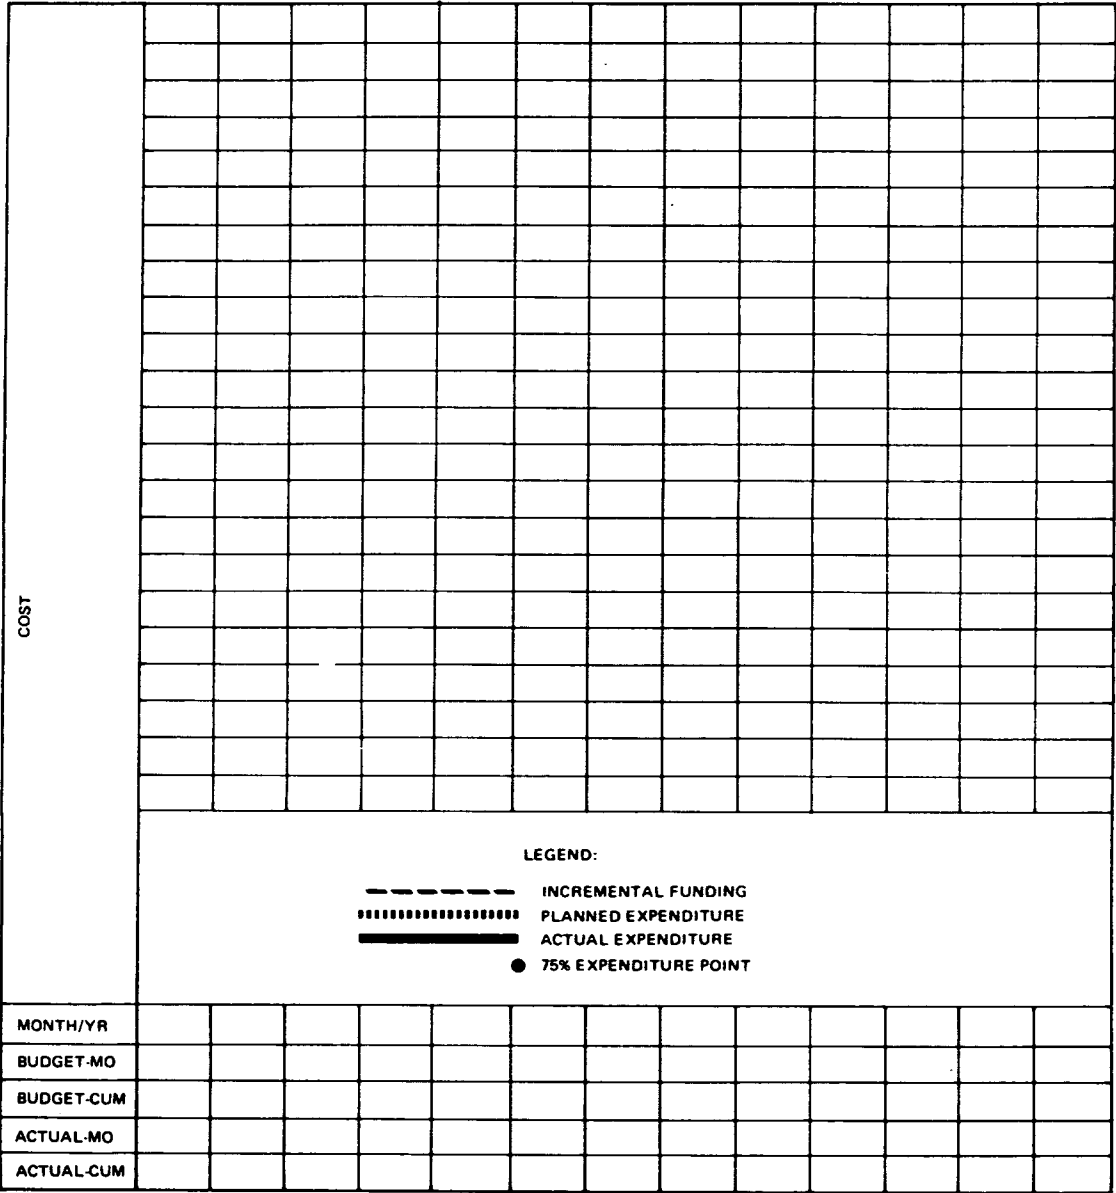 COST
LEGEND:
INCREMENTAL FUNDING
PLANNED EXPENDITURE
ACTUAL EXPENDITURE
75% EXPENDITURE POINT
MONTH/YR
BUDGET-MO
BUDGET-CUM
ACTUAL-MO
ACTUAL-CUM